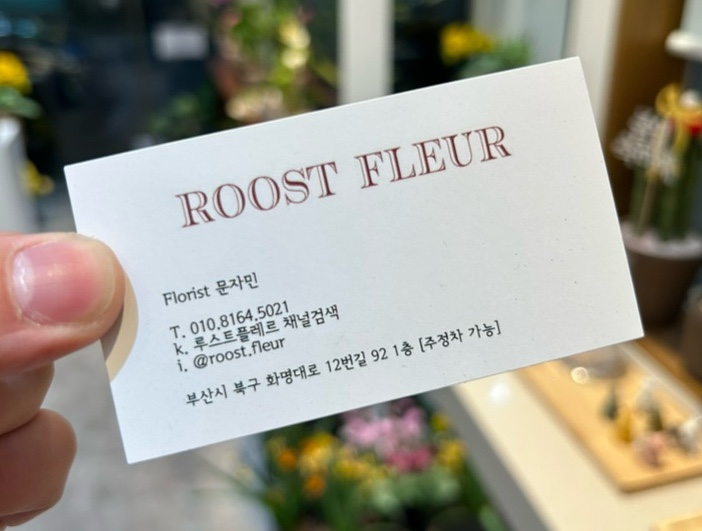 ROOST FLEUR
Florist 문자민
T. 010.8164.5021
k. 루스트플레르 채널검색
i. @roost.fleur
부산시 북구 화명대로 12번길 92 1층 [주정차 가능]